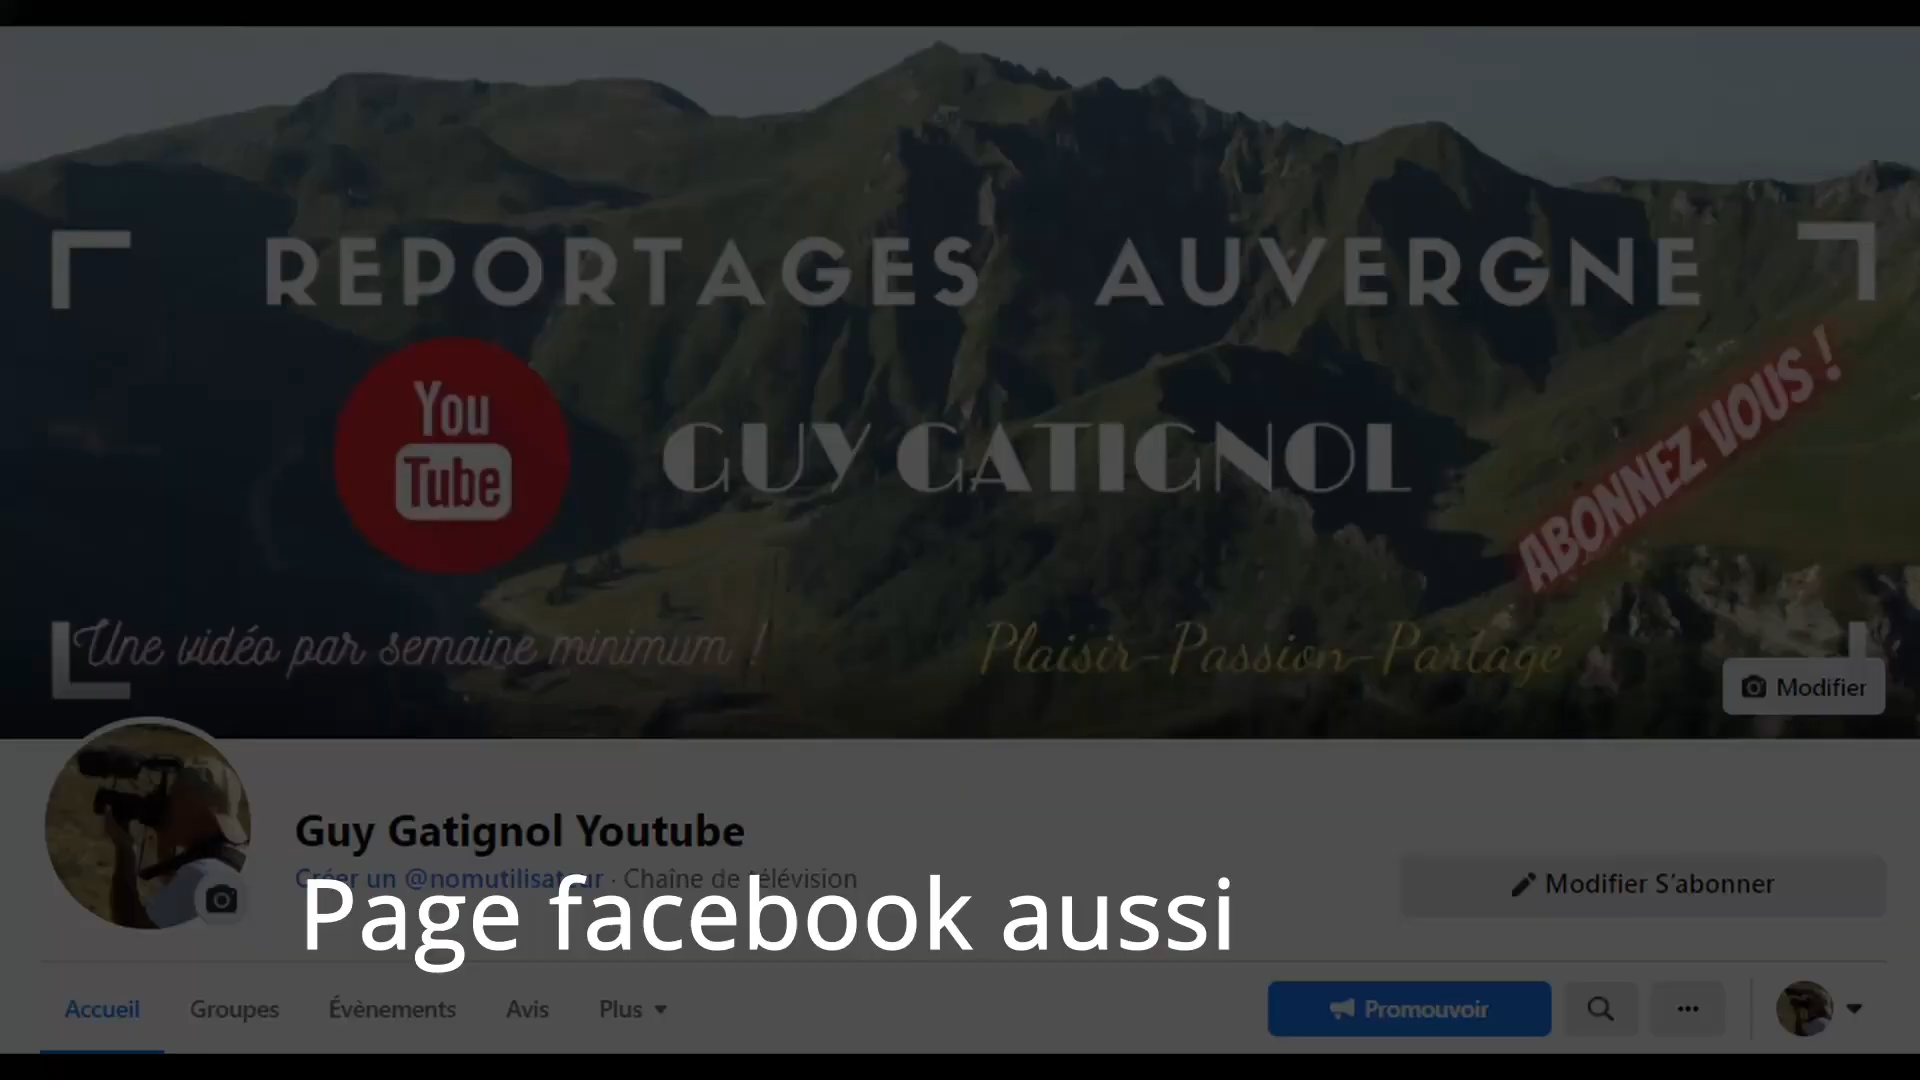 REPORTAGES AUVERGNE
You
Tube
GUY GATIGNOL
ABONNEZ VOUS !
Une vidéo par semaine minimum !
Plaisir-Passion-Partage
Modifier
Guy Gatignol Youtube
Créer un @nomutilisateur · Chaîne de télévision
Modifier S'abonner
Page facebook aussi
Accueil Groupes Évènements Avis Plus
Promouvoir